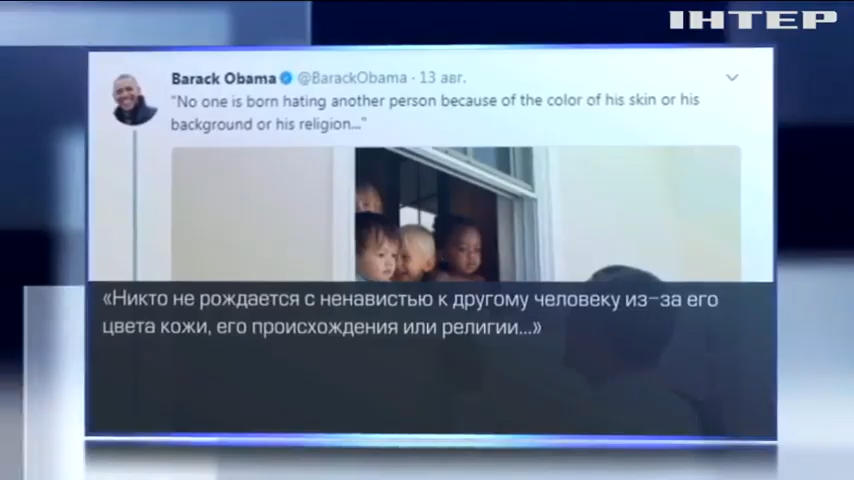 ІНТЕР
Barack Obama @BarackObama · 13 авг.
"No one is born hating another person because of the color of his skin or his
background or his religion..."
«Никто не рождается с ненавистью к другому человеку из-за его
цвета кожи, его происхождения или религии...»